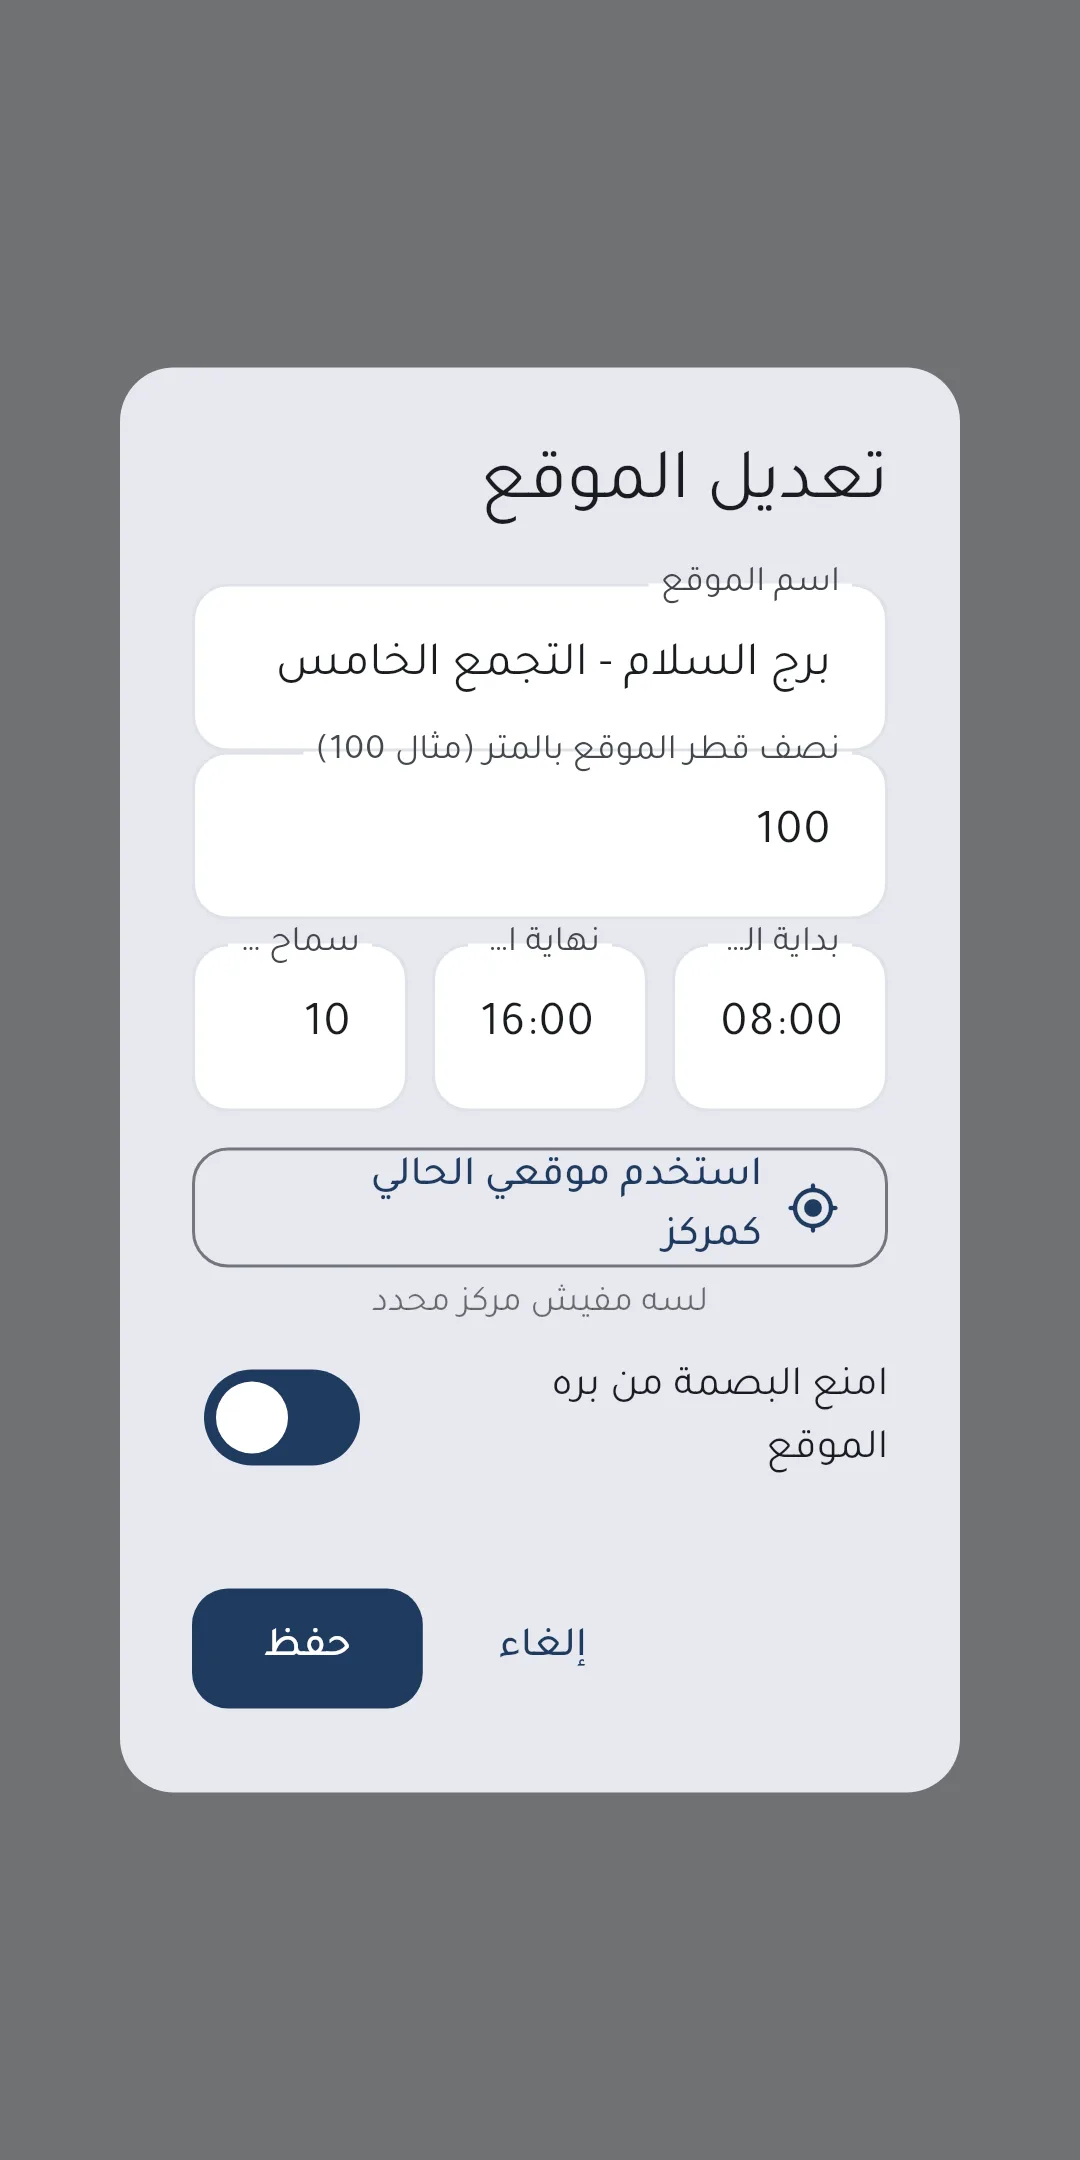 تعديل الموقع
اسم الموقع
برج السلام - التجمع الخامس
نصف قطر الموقع بالمتر (مثال 100)
100
بداية الـ...
نهاية ا...
سماح ...
08:00
16:00
10
استخدم موقعي الحالي
كمركز
لسه مفيش مركز محدد
امنع البصمة من بره
الموقع
إلغاء
حفظ